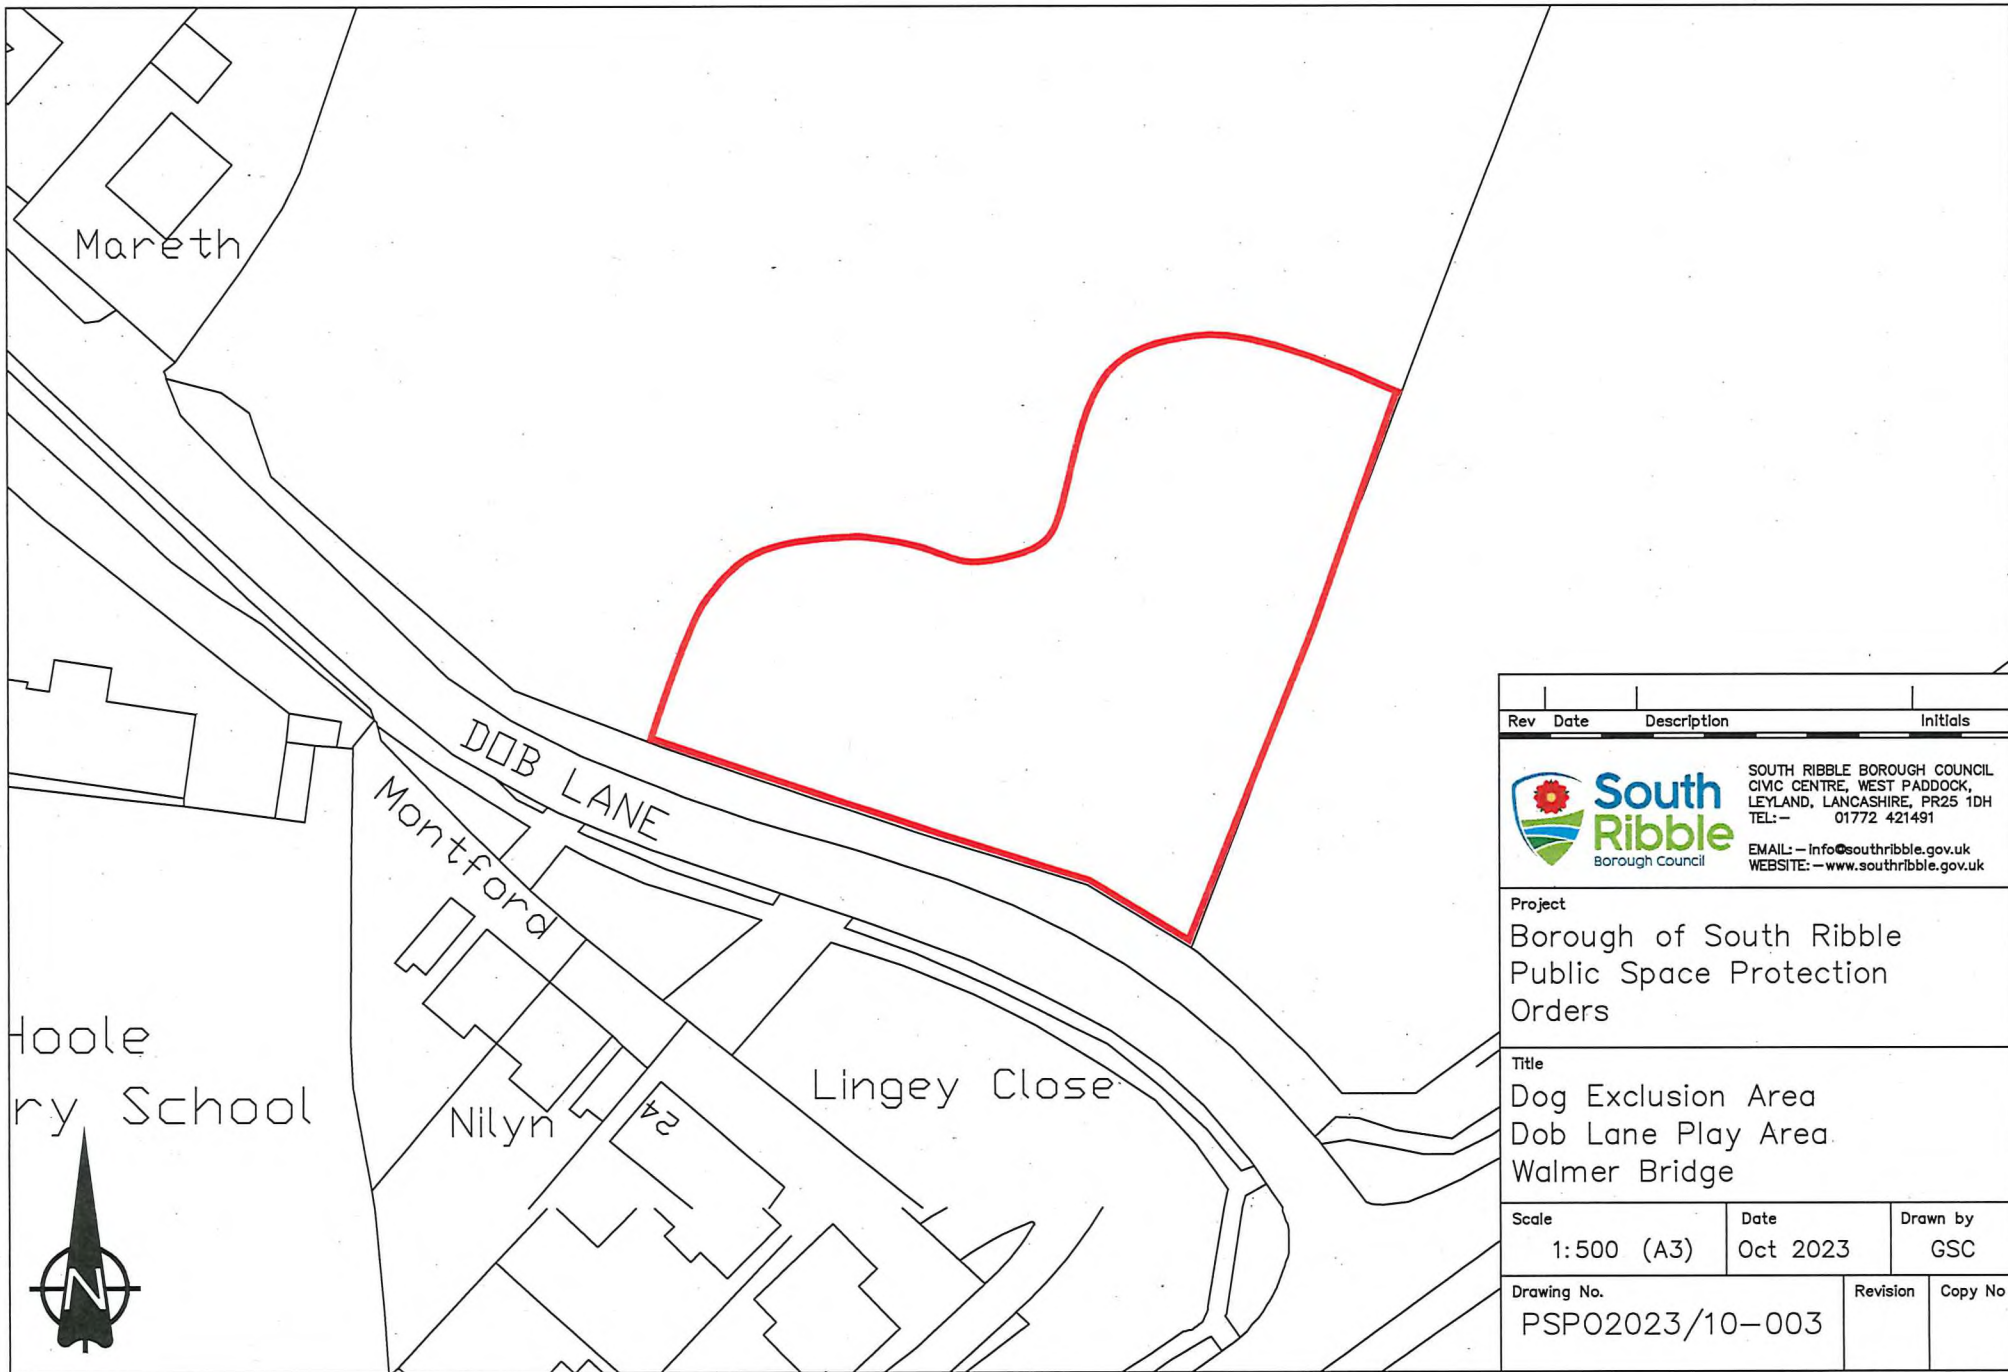 Mareth
DOB LANE
Montford
Hoole
ry School
Nilyn
24
Lingey Close
N
Rev Date Description Initials
South
Ribble
Borough Council
SOUTH RIBBLE BOROUGH COUNCIL
CIVIC CENTRE, WEST PADDOCK,
LEYLAND, LANCASHIRE, PR25 1DH
TEL:- 01772 421491
EMAIL:-info@southribble.gov.uk
WEBSITE:-www.southribble.gov.uk
Project
Borough of South Ribble
Public Space Protection
Orders
Title
Dog Exclusion Area
Dob Lane Play Area
Walmer Bridge
Scale
1:500 (A3)
Date
Oct 2023
Drawn by
GSC
Drawing No.
PSPO2023/10-003
Revision
Copy No